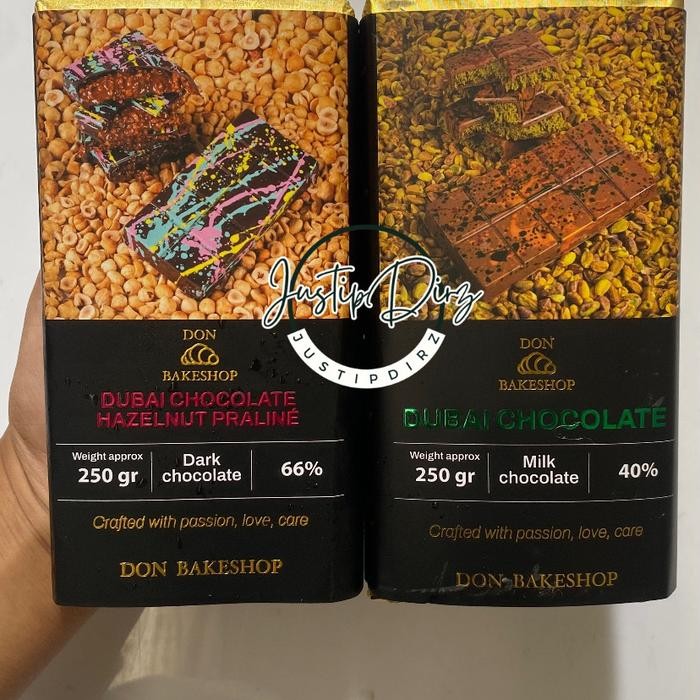 JustipDirz
JUSTIPDIRZ
DON
BAKESHOP
DUBAI CHOCOLATE
HAZELNUT PRALINÉ
Weight approx
250 gr
Dark
chocolate
66%
Crafted with passion, love, care
DON BAKESHOP
DON
BAKESHOP
DUBAI CHOCOLATE
Weight approx
250 gr
Milk
chocolate
40%
Crafted with passion, love, care
DON BAKESHOP